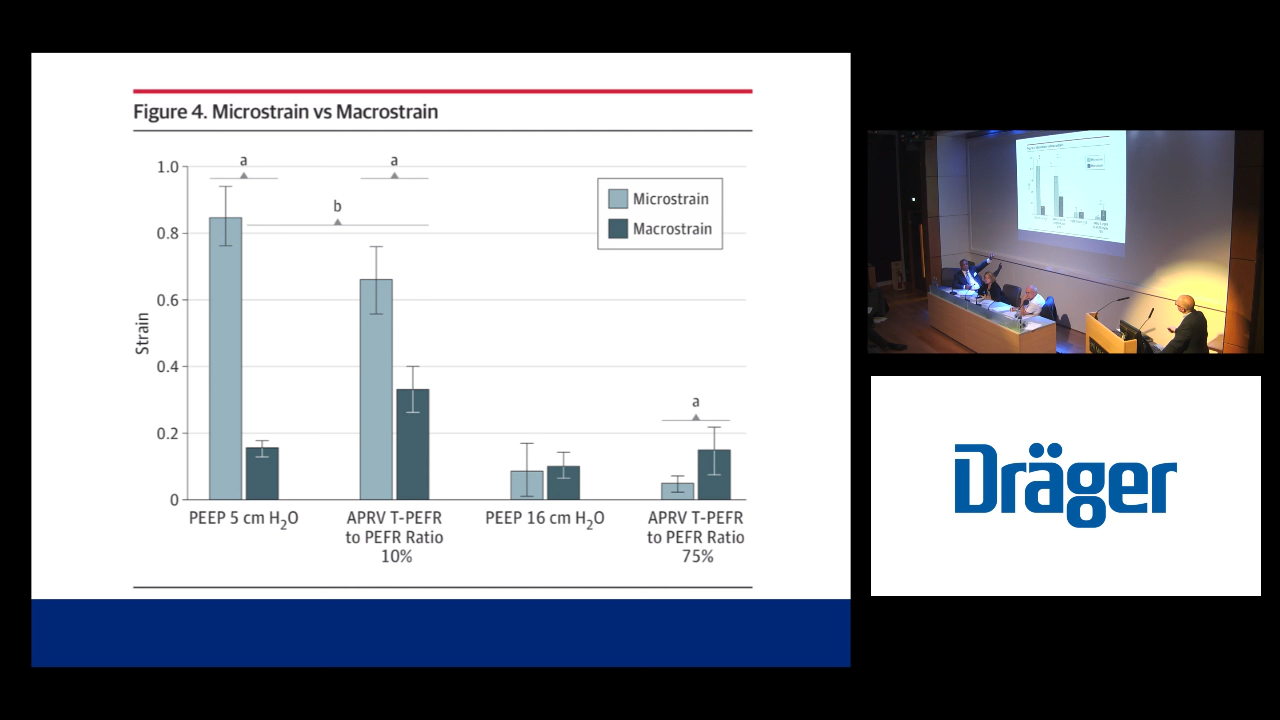 Figure 4. Microstrain vs Macrostrain
a
a
b
a
1.0
0.8
0.6
0.4
0.2
0
Strain
Microstrain
Macrostrain
PEEP 5 cm H2O
APRV T-PEFR
to PEFR Ratio
10%
PEEP 16 cm H2O
APRV T-PEFR
to PEFR Ratio
75%
Dräger